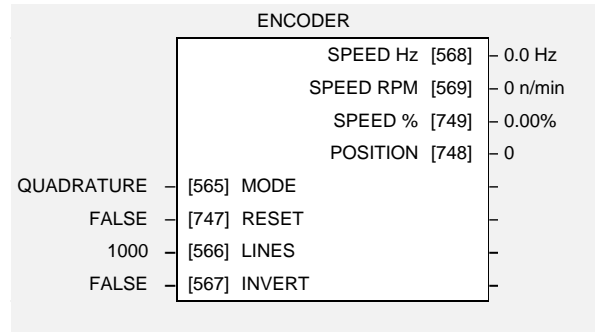 ENCODER
SPEED Hz [568] – 0.0 Hz
SPEED RPM [569] – 0 n/min
SPEED % [749] – 0.00%
POSITION [748] – 0
QUADRATURE – [565] MODE –
FALSE – [747] RESET –
1000 – [566] LINES –
FALSE – [567] INVERT –